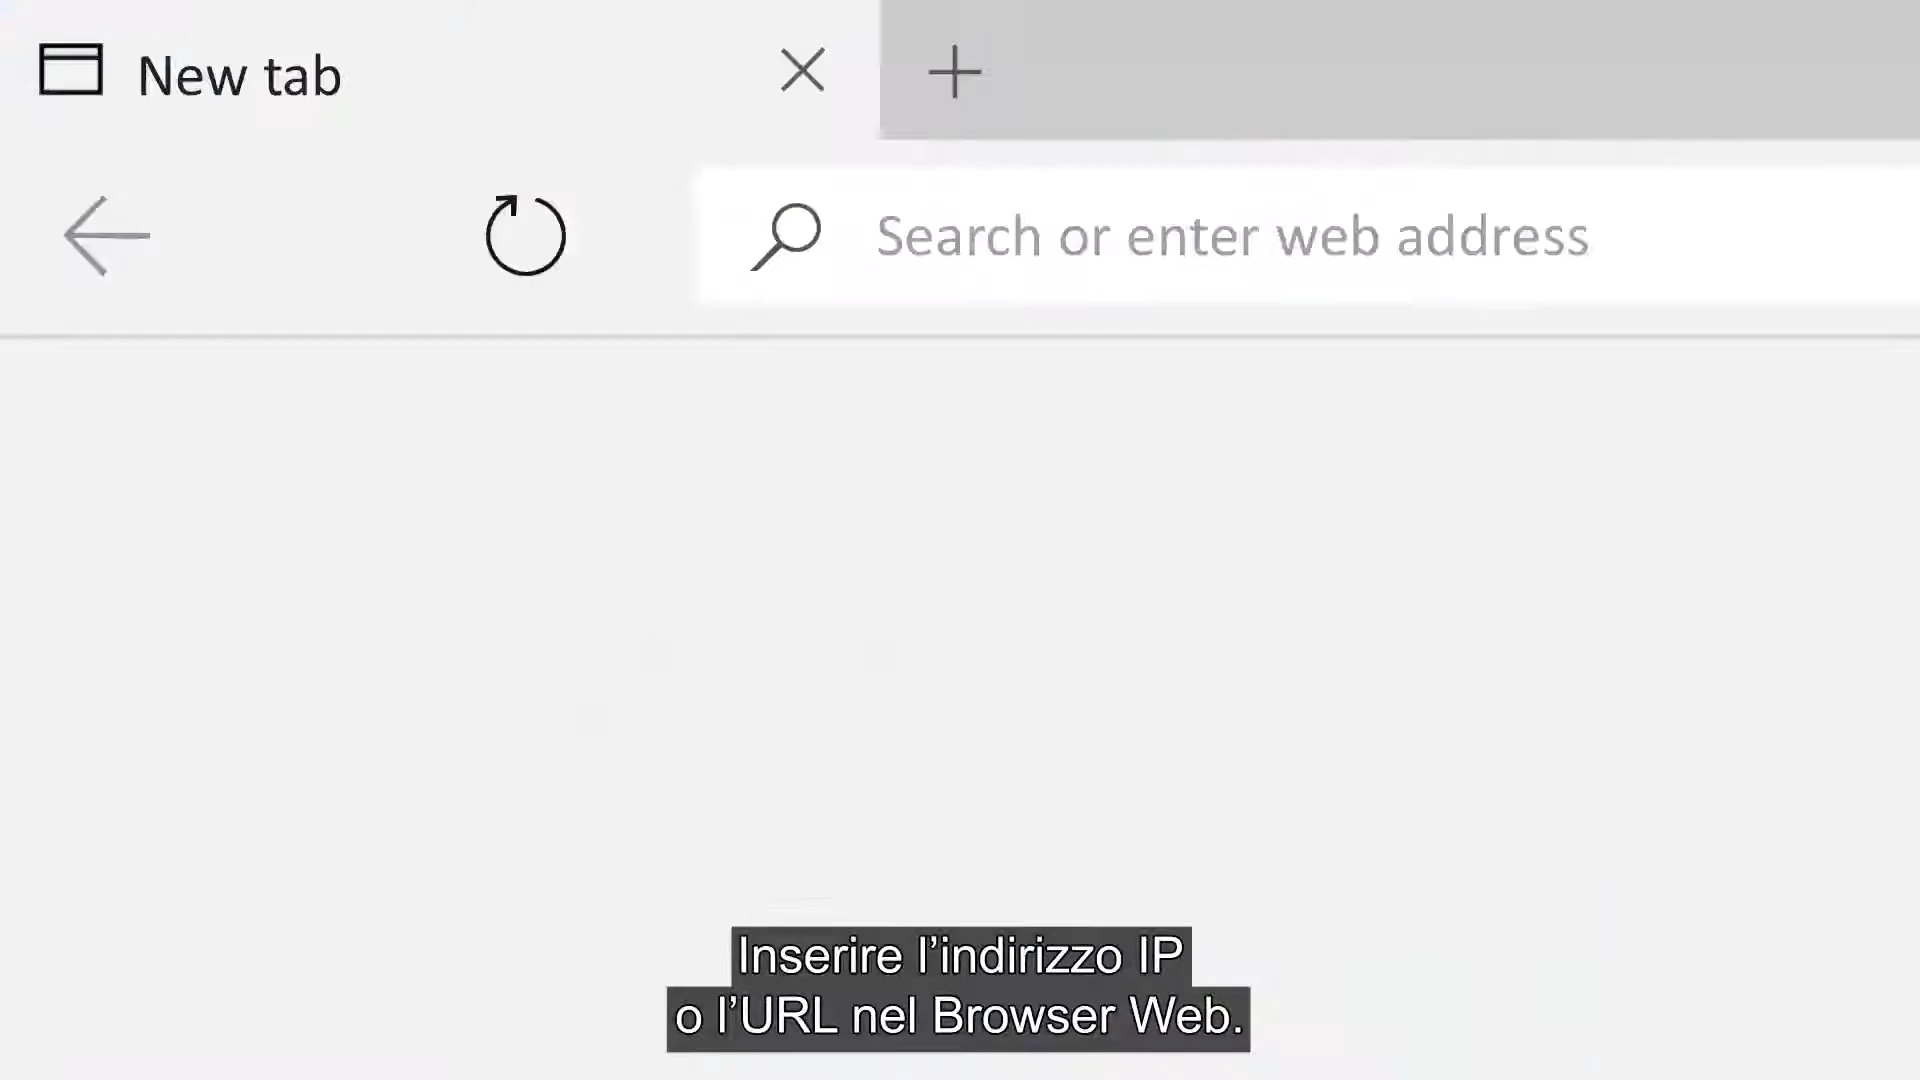 New tab
Search or enter web address
Inserire l’indirizzo IP
o l’URL nel Browser Web.